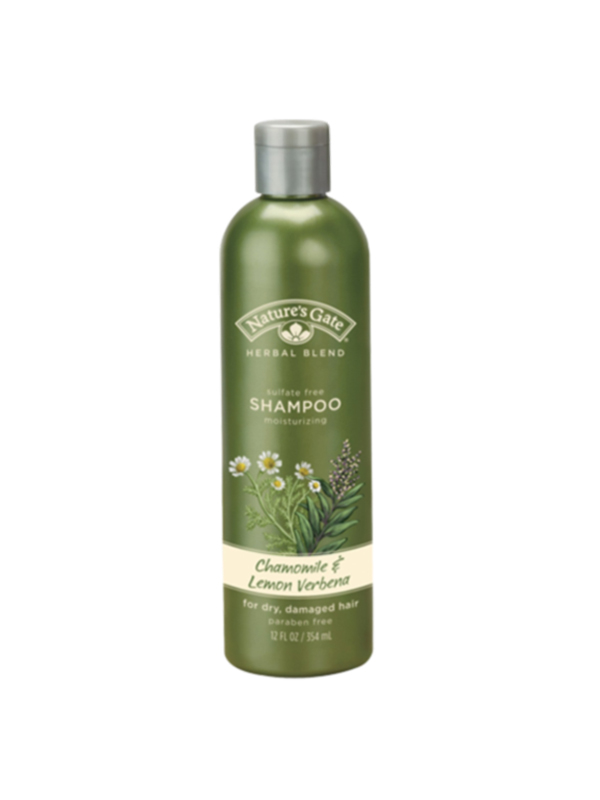 Nature's Gate
HERBAL BLEND
sulfate free
SHAMPOO
moisturizing
Chamomile &
Lemon Verbena
for dry, damaged hair
paraben free
12 FL OZ / 354 mL